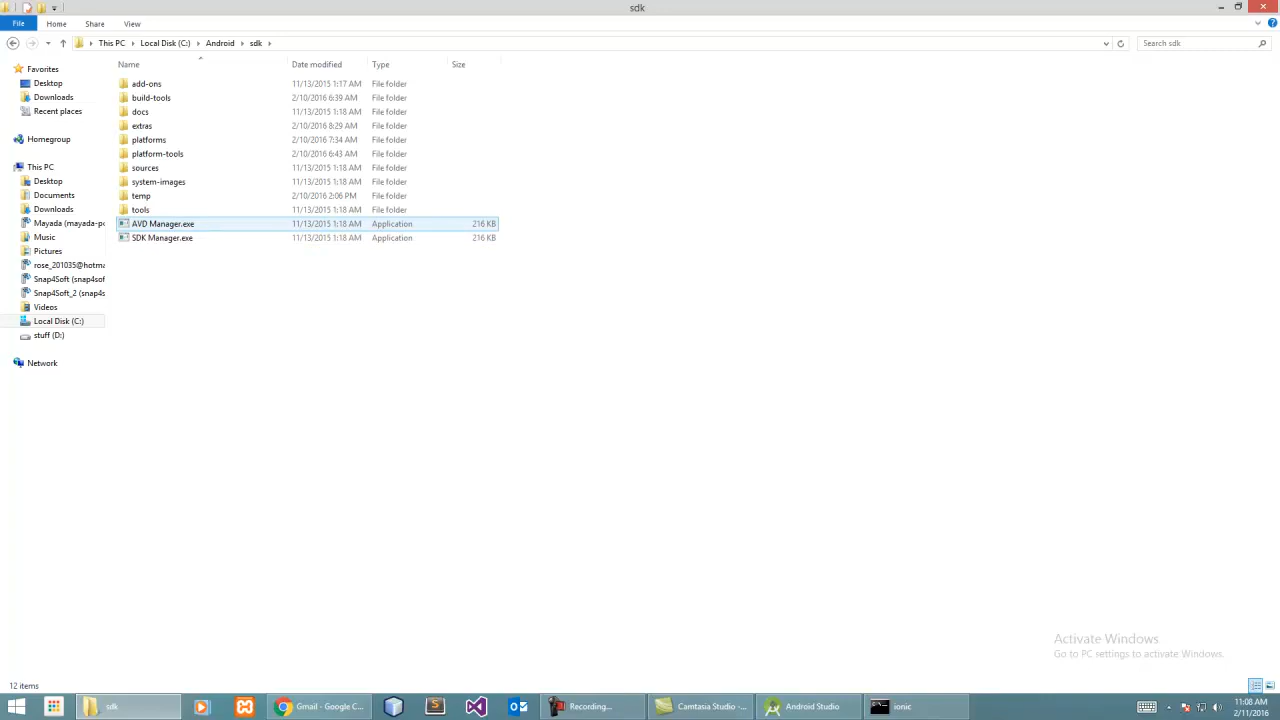 sdk
File Home Share View
This PC Local Disk (C:) Android sdk Search sdk
Name Date modified Type Size
Favorites
Desktop
Downloads
Recent places
Homegroup
This PC
Desktop
Documents
Downloads
Mayada (mayada-pc
Music
Pictures
rose_201035@hotma
Snap4Soft (snap4sof
Snap4Soft_2 (snap4s
Videos
Local Disk (C:)
stuff (D:)
Network
add-ons 11/13/2015 1:17 AM File folder
build-tools 2/10/2016 6:39 AM File folder
docs 11/13/2015 1:18 AM File folder
extras 2/10/2016 8:29 AM File folder
platforms 2/10/2016 7:34 AM File folder
platform-tools 2/10/2016 6:43 AM File folder
sources 11/13/2015 1:18 AM File folder
system-images 11/13/2015 1:18 AM File folder
temp 2/10/2016 2:06 PM File folder
tools 11/13/2015 1:18 AM File folder
AVD Manager.exe 11/13/2015 1:18 AM Application 216 KB
SDK Manager.exe 11/13/2015 1:18 AM Application 216 KB
Activate Windows
Go to PC settings to activate Windows.
12 items
sdk Gmail - Google C... Recording... Camtasia Studio -... Android Studio ionic
11:08 AM
2/11/2016